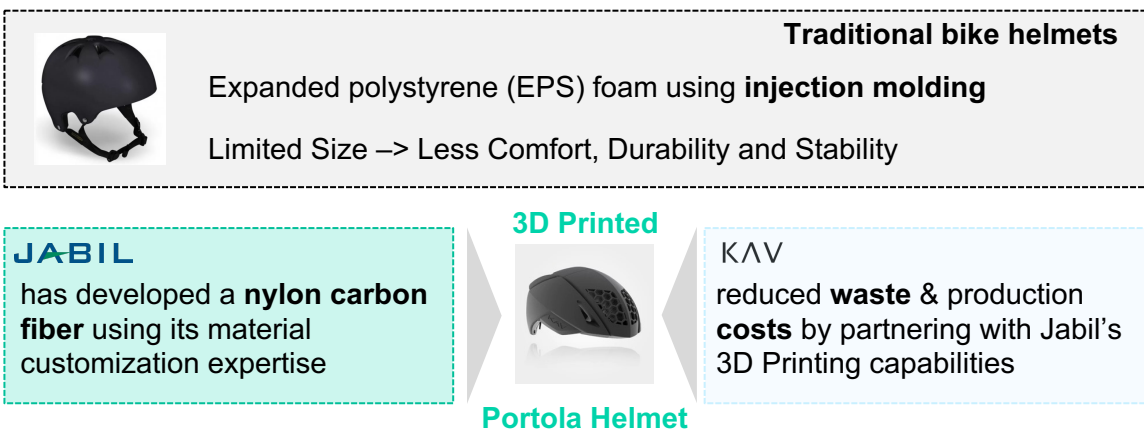 Traditional bike helmets
Expanded polystyrene (EPS) foam using injection molding
Limited Size –> Less Comfort, Durability and Stability
JABIL
has developed a nylon carbon
fiber using its material
customization expertise
3D Printed
Portola Helmet
KΛV
reduced waste & production
costs by partnering with Jabil's
3D Printing capabilities